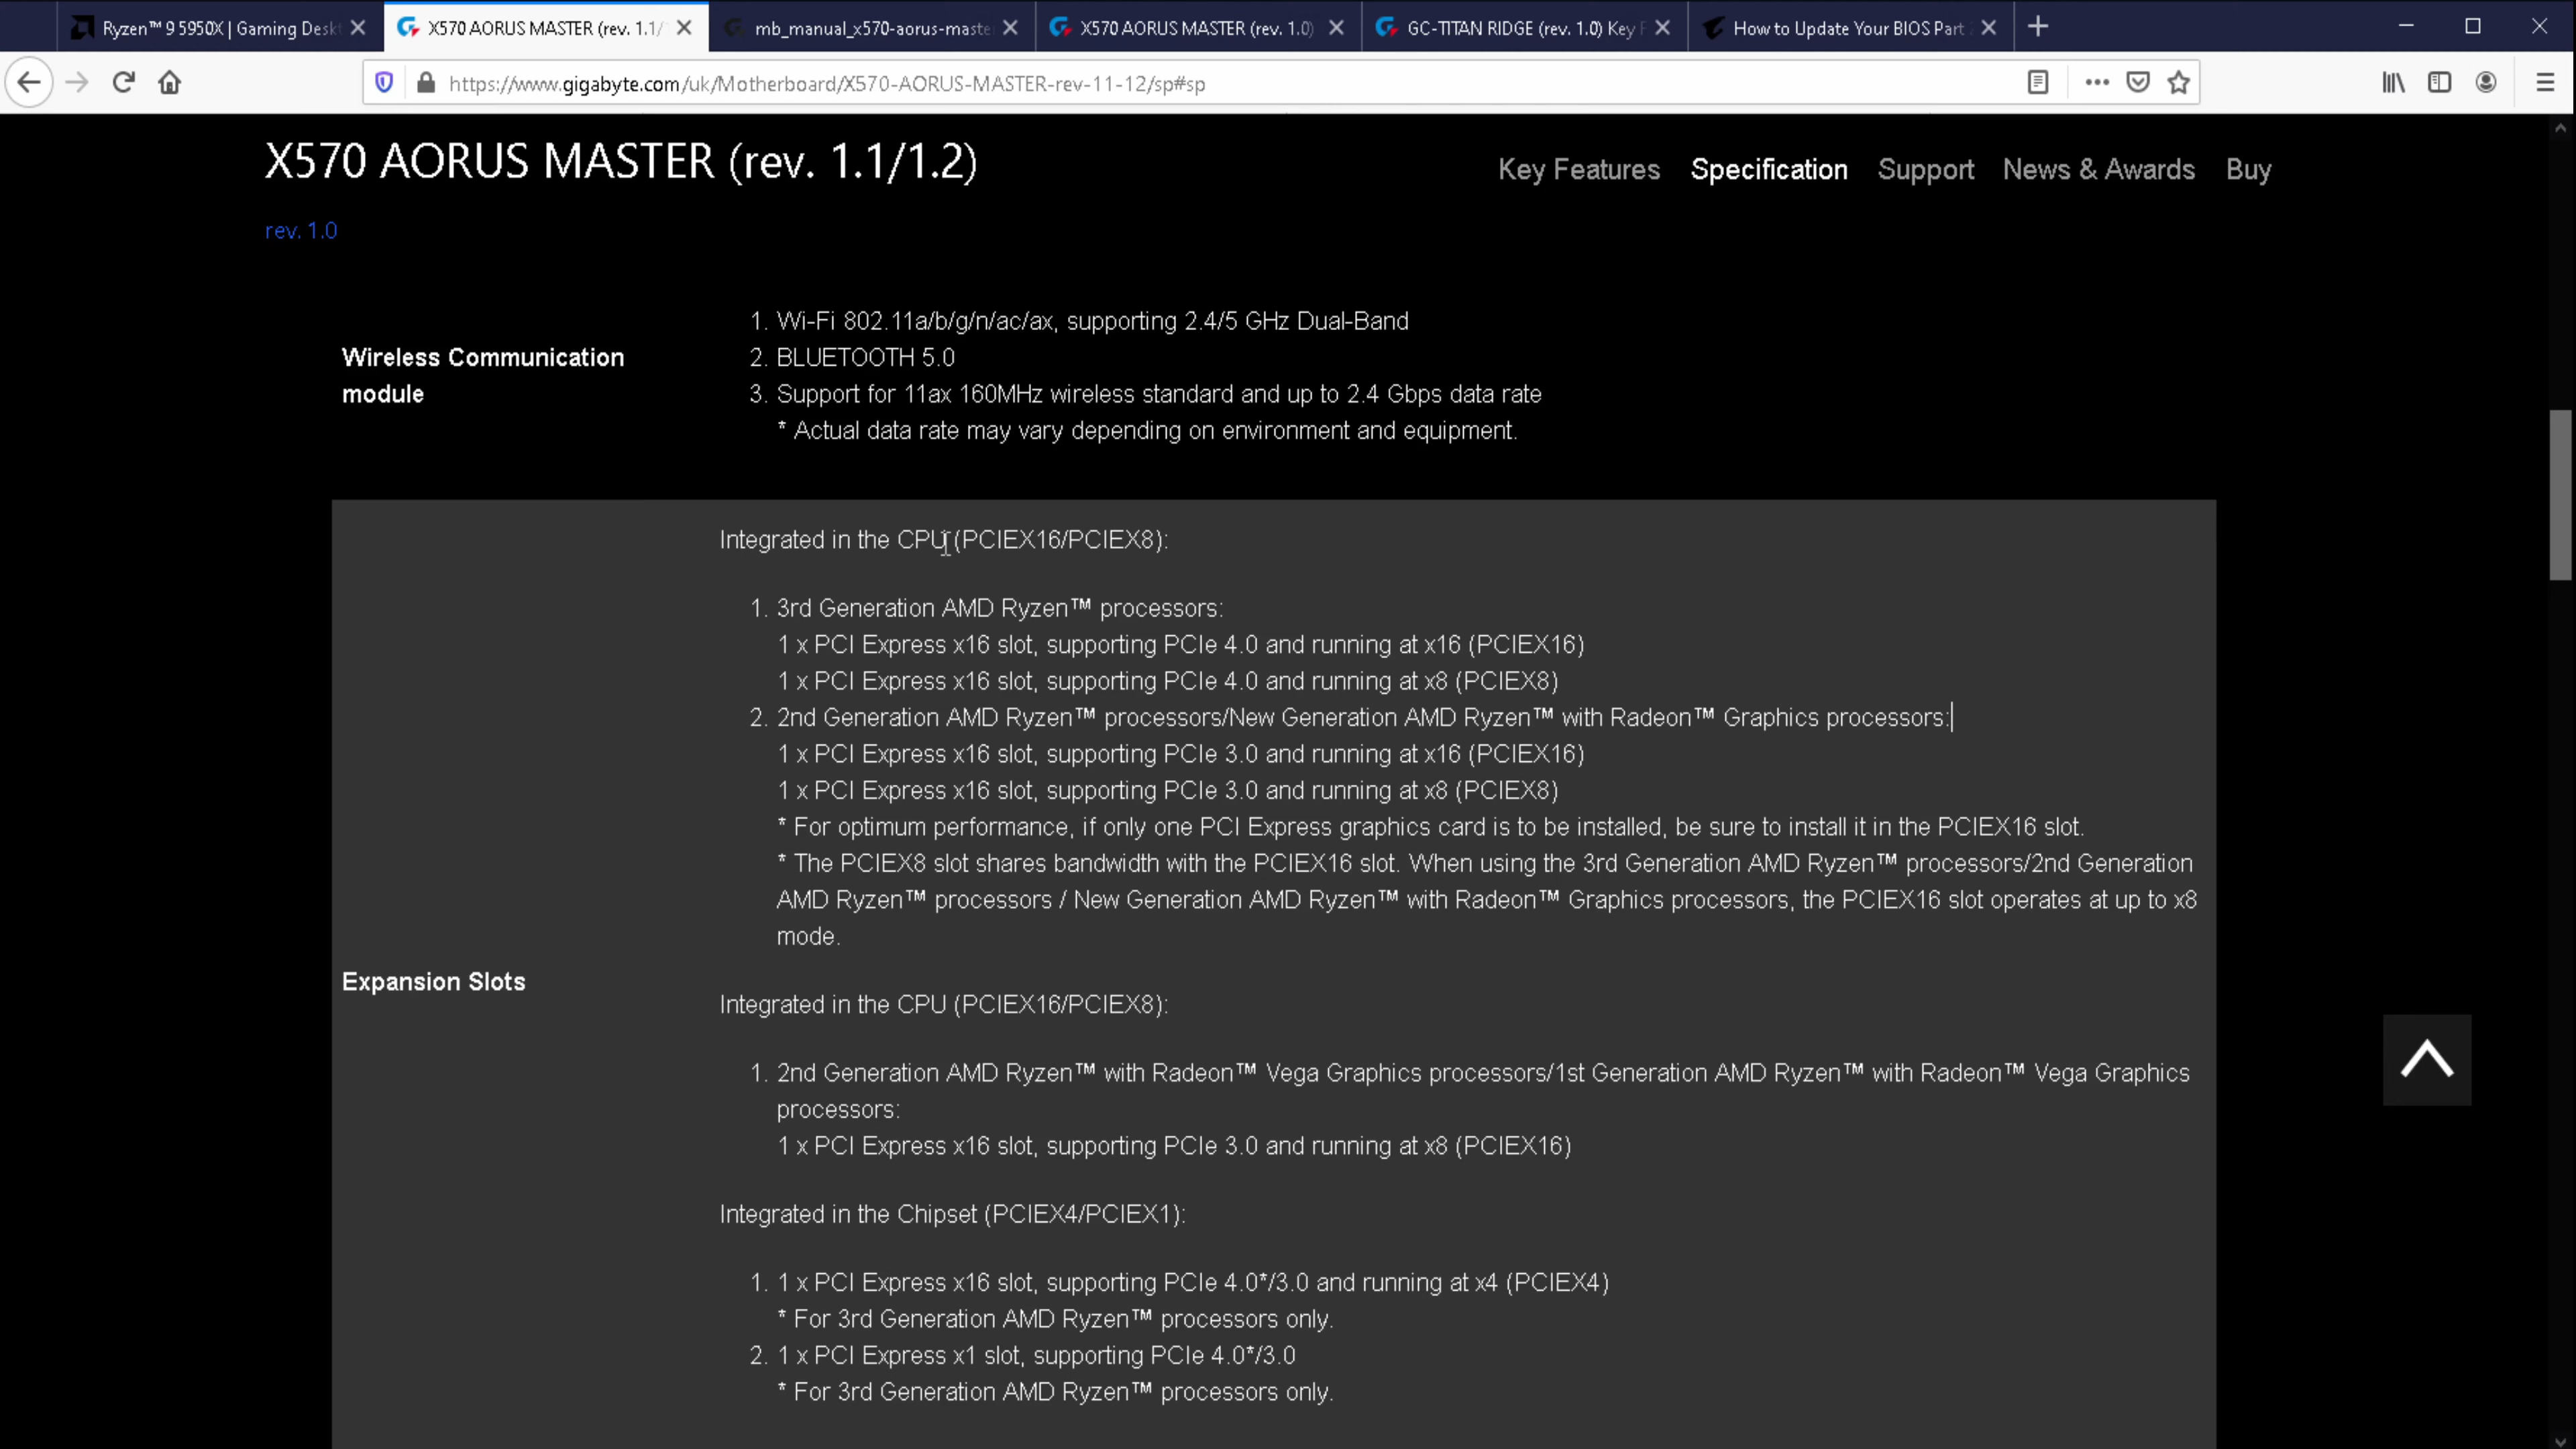 Ryzen™ 9 5950X | Gaming Deskt
X570 AORUS MASTER (rev. 1.1/
mb_manual_x570-aorus-maste
X570 AORUS MASTER (rev. 1.0)
GC-TITAN RIDGE (rev. 1.0) Key F
How to Update Your BIOS Part
https://www.gigabyte.com/uk/Motherboard/X570-AORUS-MASTER-rev-11-12/sp#sp
X570 AORUS MASTER (rev. 1.1/1.2)
Key Features Specification Support News & Awards Buy
rev. 1.0
Wireless Communication
module
1. Wi-Fi 802.11a/b/g/n/ac/ax, supporting 2.4/5 GHz Dual-Band
2. BLUETOOTH 5.0
3. Support for 11ax 160MHz wireless standard and up to 2.4 Gbps data rate
* Actual data rate may vary depending on environment and equipment.
Expansion Slots
Integrated in the CPU (PCIEX16/PCIEX8):
1. 3rd Generation AMD Ryzen™ processors:
1 x PCI Express x16 slot, supporting PCIe 4.0 and running at x16 (PCIEX16)
1 x PCI Express x16 slot, supporting PCIe 4.0 and running at x8 (PCIEX8)
2. 2nd Generation AMD Ryzen™ processors/New Generation AMD Ryzen™ with Radeon™ Graphics processors:
1 x PCI Express x16 slot, supporting PCIe 3.0 and running at x16 (PCIEX16)
1 x PCI Express x16 slot, supporting PCIe 3.0 and running at x8 (PCIEX8)
* For optimum performance, if only one PCI Express graphics card is to be installed, be sure to install it in the PCIEX16 slot.
* The PCIEX8 slot shares bandwidth with the PCIEX16 slot. When using the 3rd Generation AMD Ryzen™ processors/2nd Generation
AMD Ryzen™ processors / New Generation AMD Ryzen™ with Radeon™ Graphics processors, the PCIEX16 slot operates at up to x8
mode.
Integrated in the CPU (PCIEX16/PCIEX8):
1. 2nd Generation AMD Ryzen™ with Radeon™ Vega Graphics processors/1st Generation AMD Ryzen™ with Radeon™ Vega Graphics
processors:
1 x PCI Express x16 slot, supporting PCIe 3.0 and running at x8 (PCIEX16)
Integrated in the Chipset (PCIEX4/PCIEX1):
1. 1 x PCI Express x16 slot, supporting PCIe 4.0*/3.0 and running at x4 (PCIEX4)
* For 3rd Generation AMD Ryzen™ processors only.
2. 1 x PCI Express x1 slot, supporting PCIe 4.0*/3.0
* For 3rd Generation AMD Ryzen™ processors only.